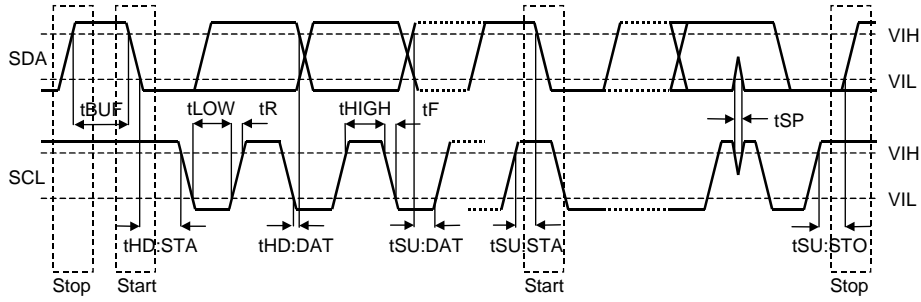 VIH
SDA
VIL
tBUF tLOW tR tHIGH tF tSP
VIH
SCL
VIL
tHD:STA tHD:DAT tSU:DAT tSU:STA tSU:STO
Stop Start Start Stop